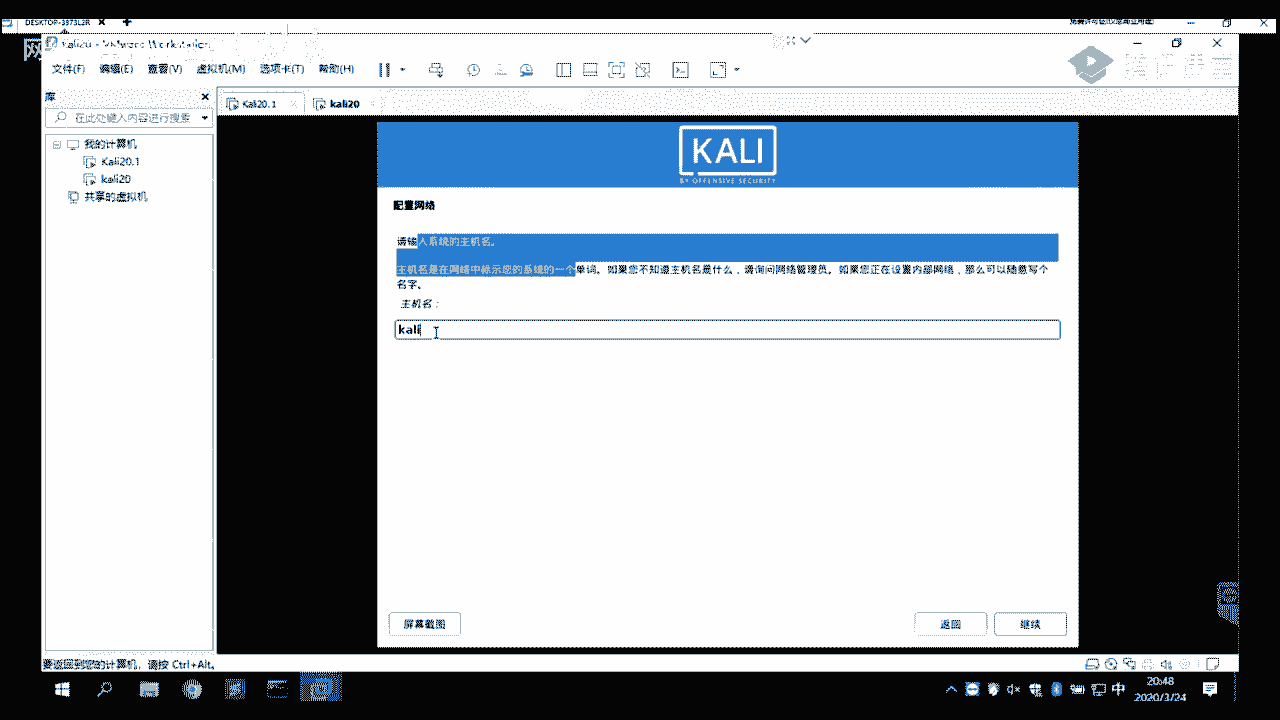 DESKTOP-3973L2R
kali20 - VMware Workstation
文件(F) 编辑(E) 查看(V) 虚拟机(M) 选项卡(T) 帮助(H)
库
在此处键入内容进行搜索
我的计算机
Kali20.1
kali20
共享的虚拟机
Kali20.1
kali20
KALI
BY OFFENSIVE SECURITY
配置网络
请输入系统的主机名。
主机名是在网络中标示您的系统的一个单词。如果您不知道主机名是什么，请询问网络管理员。如果您正在设置内部网络，那么可以随意写个
名字。
主机名：
kali
屏幕截图
返回
继续
要返回到您的计算机，请按 Ctrl+Alt。
中
20:48
2020/3/24